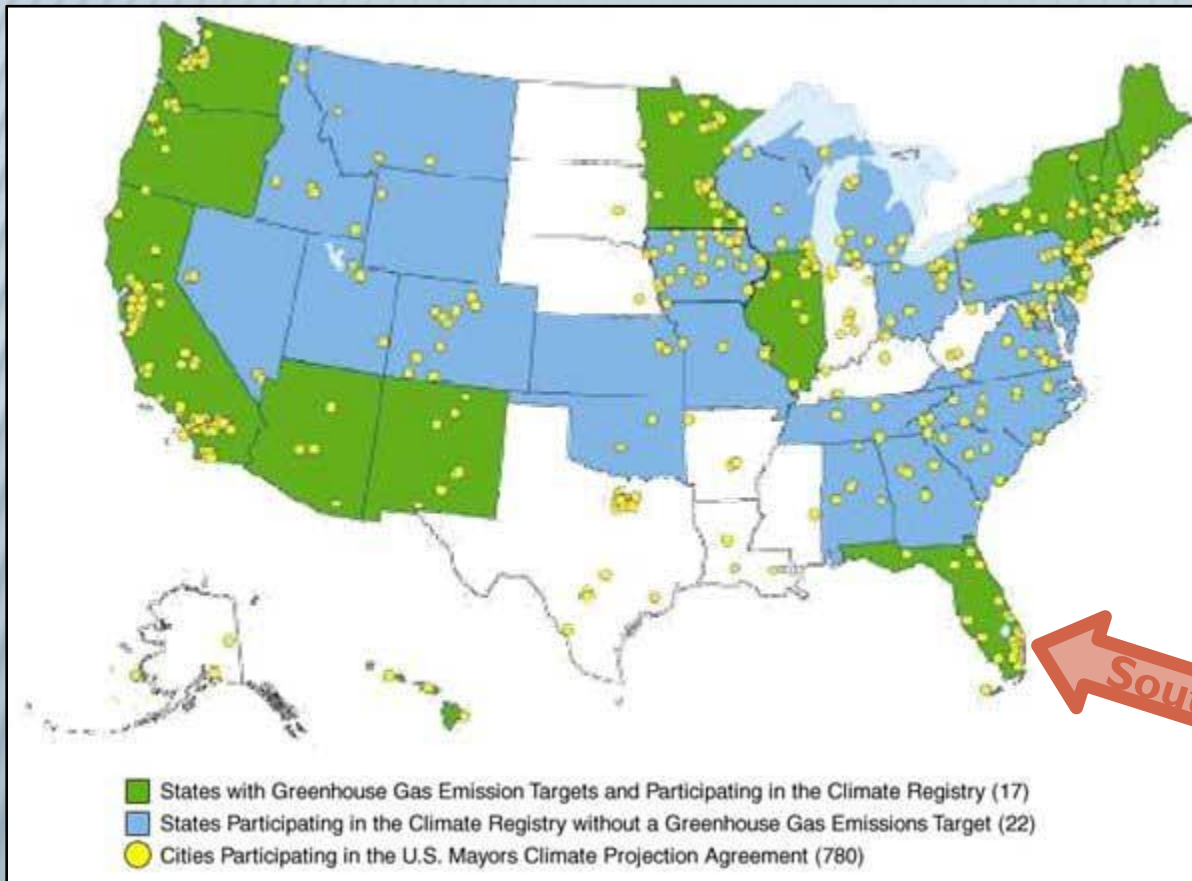 States with Greenhouse Gas Emission Targets and Participating in the Climate Registry (17)
States Participating in the Climate Registry without a Greenhouse Gas Emissions Target (22)
Cities Participating in the U.S. Mayors Climate Projection Agreement (780)